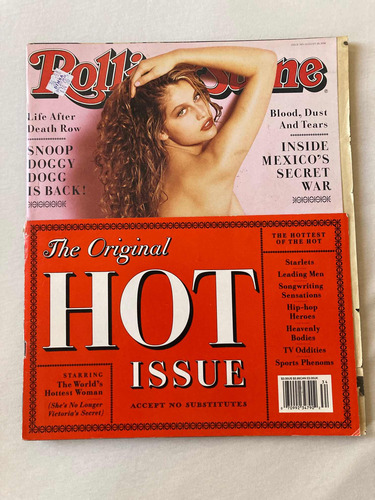 Rolling Stone
Life After
Death Row
SNOOP
DOGGY
DOGG
IS BACK!
Blood, Dust
And Tears
INSIDE
MEXICO'S
SECRET
WAR
The Original
HOT
ISSUE
ACCEPT NO SUBSTITUTES
STARRING
The World's
Hottest Woman
(She's No Longer
Victoria's Secret)
THE HOTTEST
OF THE HOT
Starlets
Leading Men
Songwriting
Sensations
Hip-hop
Heroes
Heavenly
Bodies
TV Oddities
Sports Phenoms
34